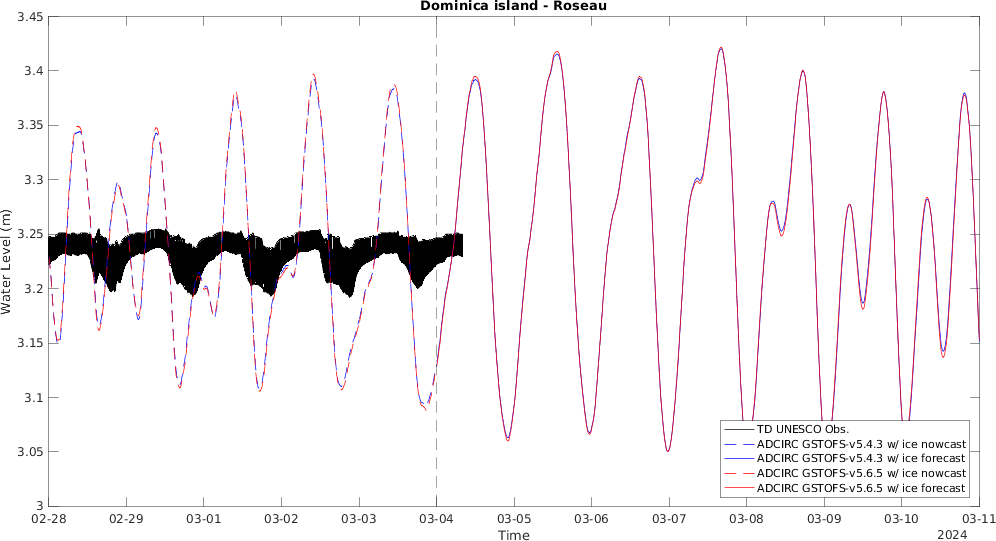 Dominica island - Roseau
3.45
3.4
3.35
3.3
3.25
3.2
3.15
3.1
3.05
3
Water Level (m)
02-28 02-29 03-01 03-02 03-03 03-04 03-05 03-06 03-07 03-08 03-09 03-10 03-11
Time
2024
TD UNESCO Obs.
ADCIRC GSTOFS-v5.4.3 w/ ice nowcast
ADCIRC GSTOFS-v5.4.3 w/ ice forecast
ADCIRC GSTOFS-v5.6.5 w/ ice nowcast
ADCIRC GSTOFS-v5.6.5 w/ ice forecast